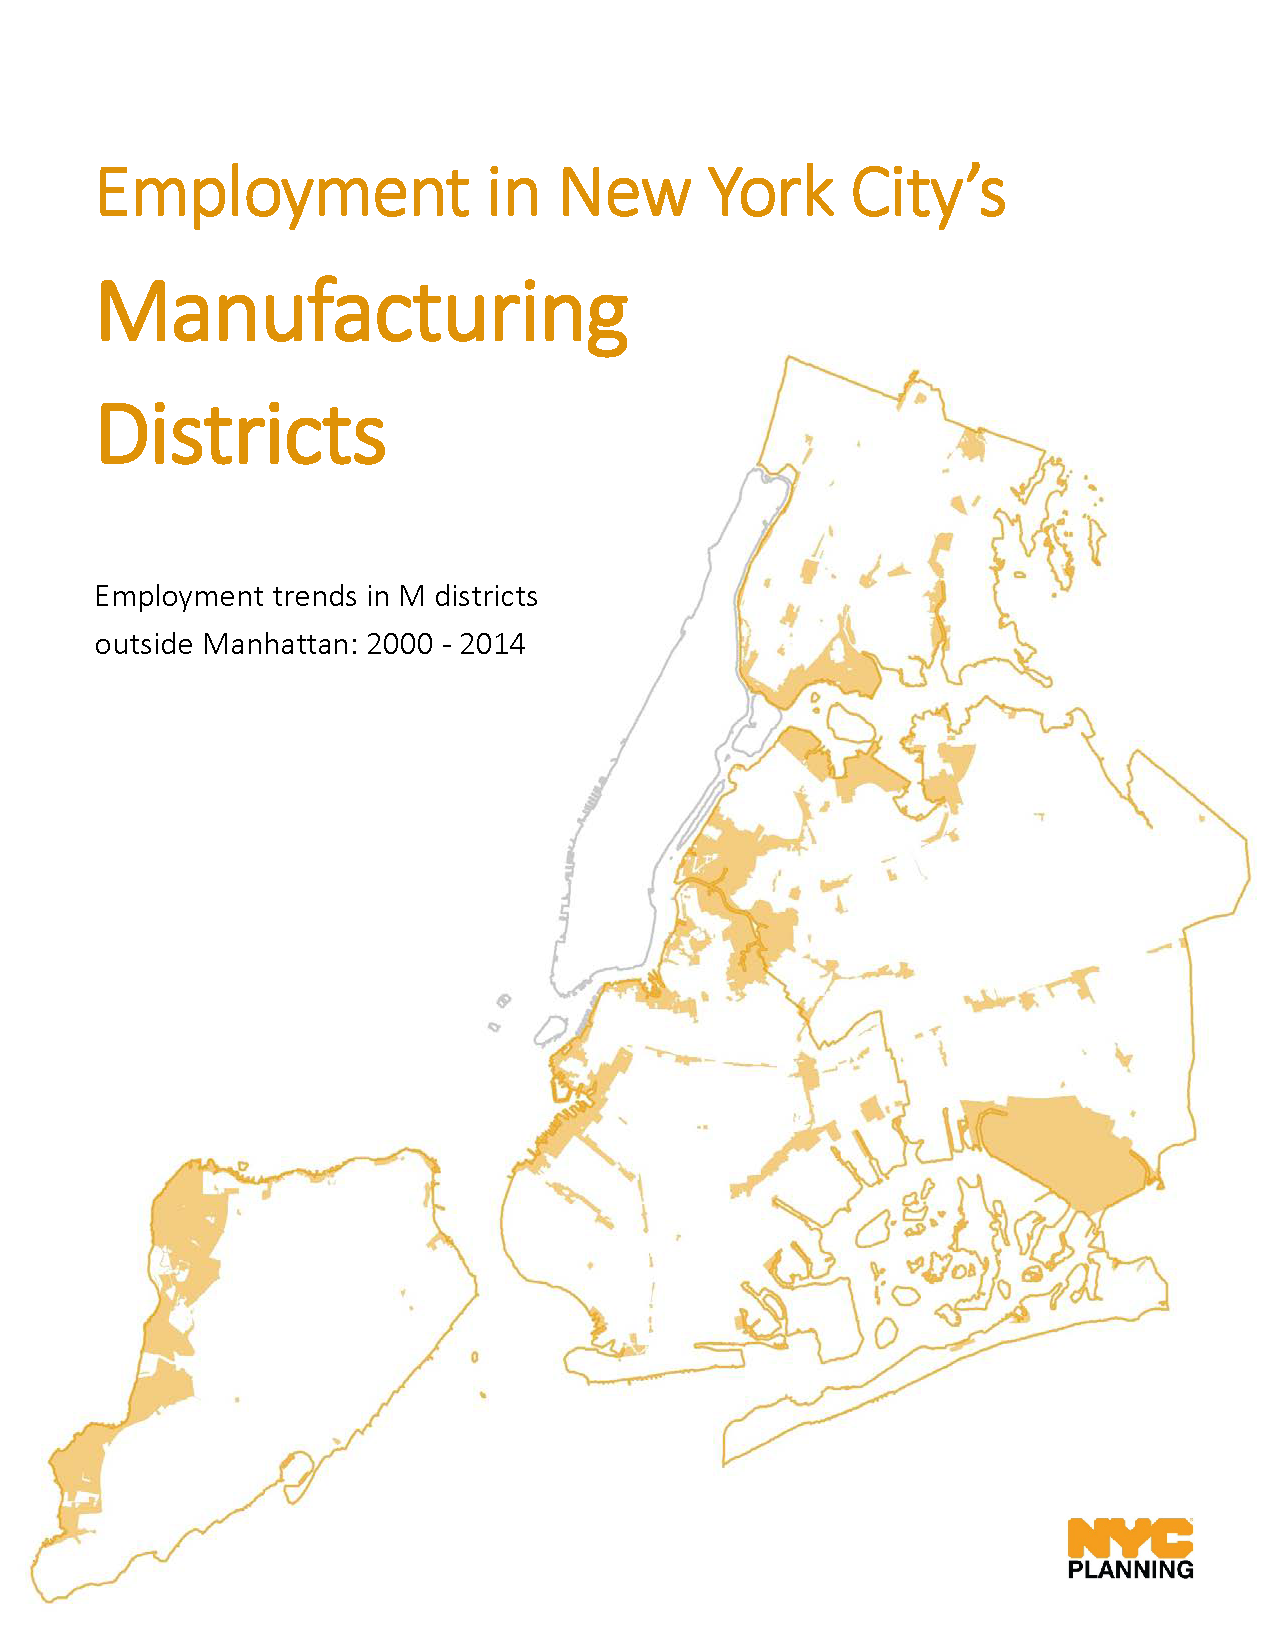 Employment in New York City’s
Manufacturing
Districts
Employment trends in M districts
outside Manhattan: 2000 - 2014
NYC
PLANNING